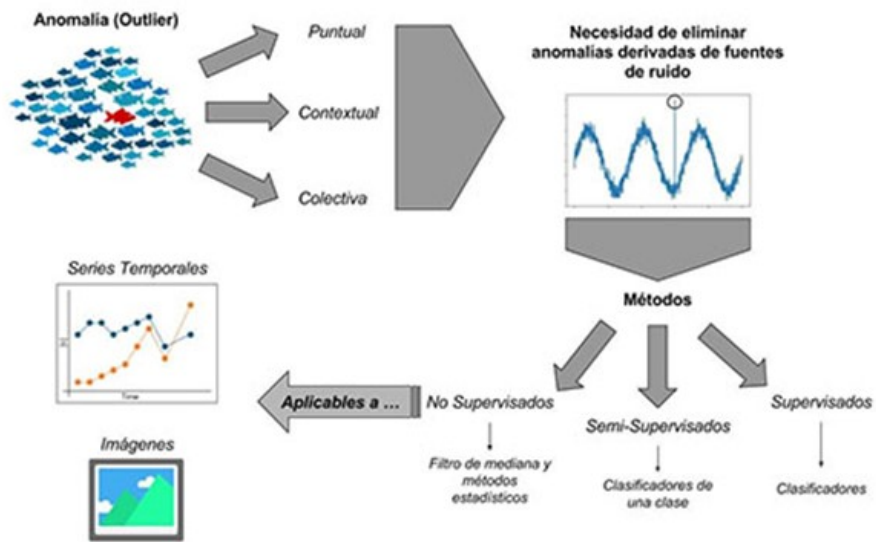 Anomalía (Outlier)
Puntual
Contextual
Colectiva
Necesidad de eliminar
anomalías derivadas de fuentes
de ruido
Métodos
No Supervisados
Semi-Supervisados
Supervisados
Filtro de mediana y
métodos
estadísticos
Clasificadores de
una clase
Clasificadores
Aplicables a ...
Series Temporales
Time
Imágenes